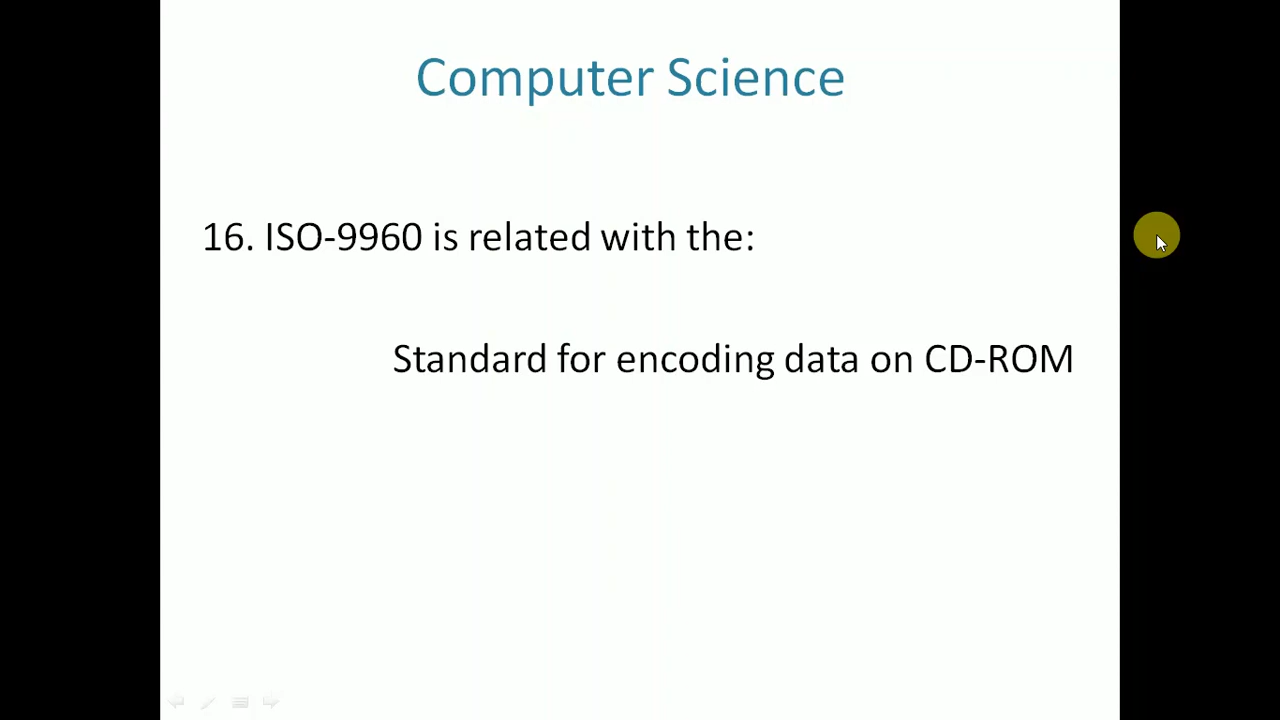 Computer Science
16. ISO-9960 is related with the:
Standard for encoding data on CD-ROM